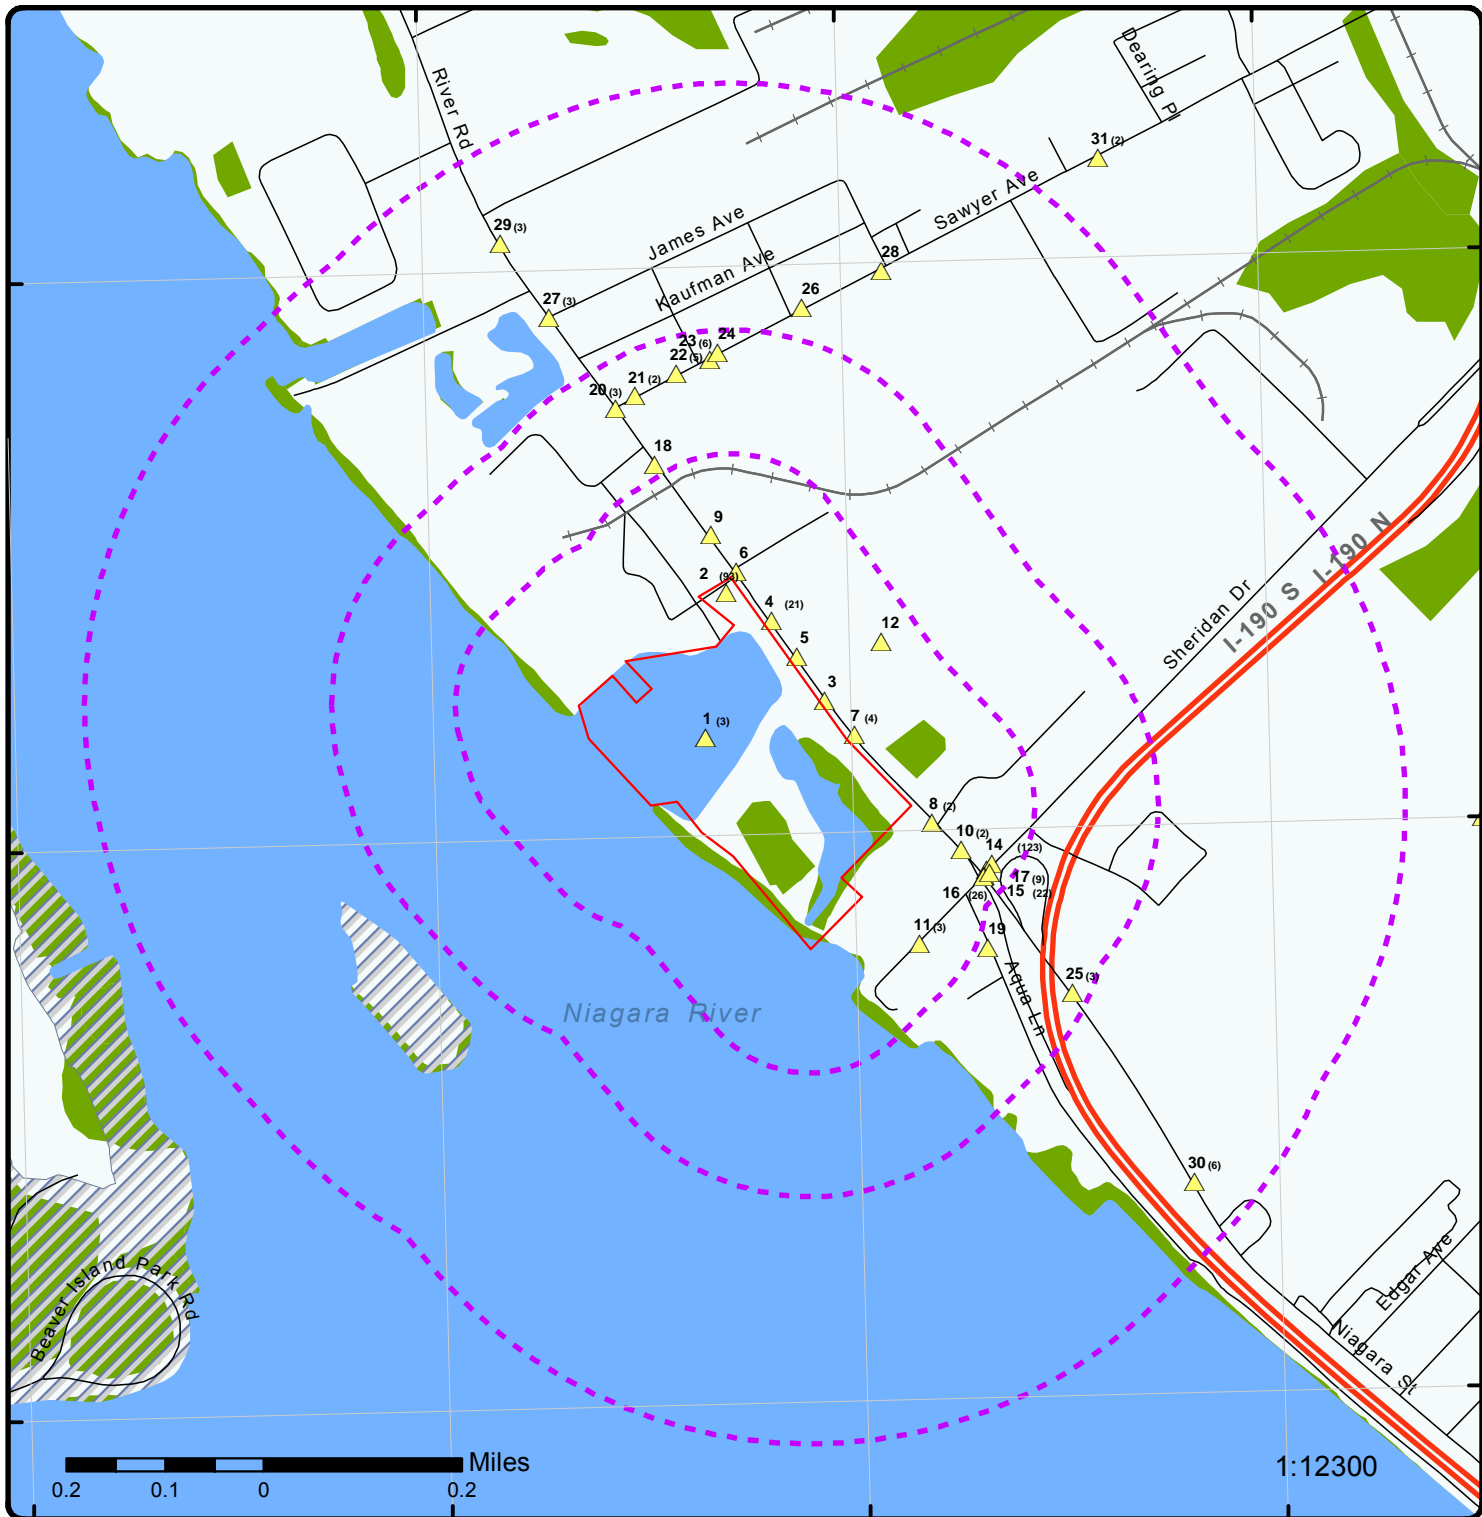 Dearing Pl
River Rd
31 (2)
Sawyer Ave
James Ave
29 (3)
28
Kaufman Ave
27 (3)
26
24
23 (6)
22 (5)
21 (2)
20 (3)
18
9
I-190 N
6
2 (93)
I-190 S
Sheridan Dr
4 (21)
12
5
3
1 (3)
7 (4)
8 (2)
10 (2)
14 (123)
17 (9)
16 (26)
15 (22)
11 (3)
19
25 (3)
Aqua Ln
Niagara River
30 (6)
Edgar Ave
Beaver Island Park Rd
Niagara St
Miles
1:12300
0.2 0.1 0 0.2